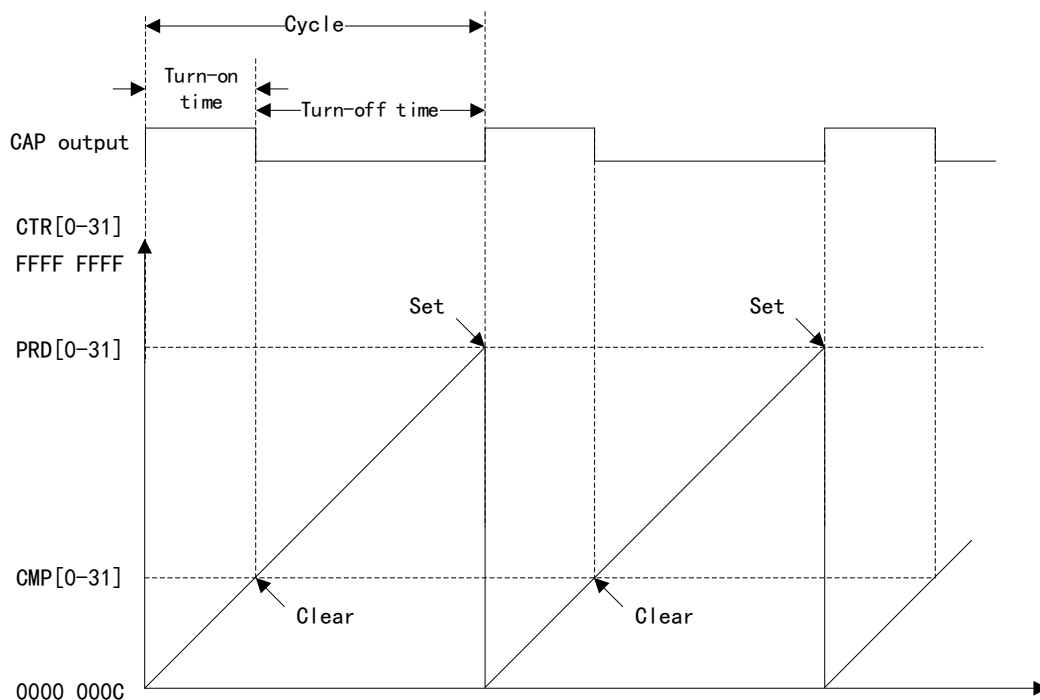 Cycle
Turn-on
time
Turn-off time
CAP output
CTR[0-31]
FFFF FFFF
Set
Set
PRD[0-31]
CMP[0-31]
Clear
Clear
0000 000C